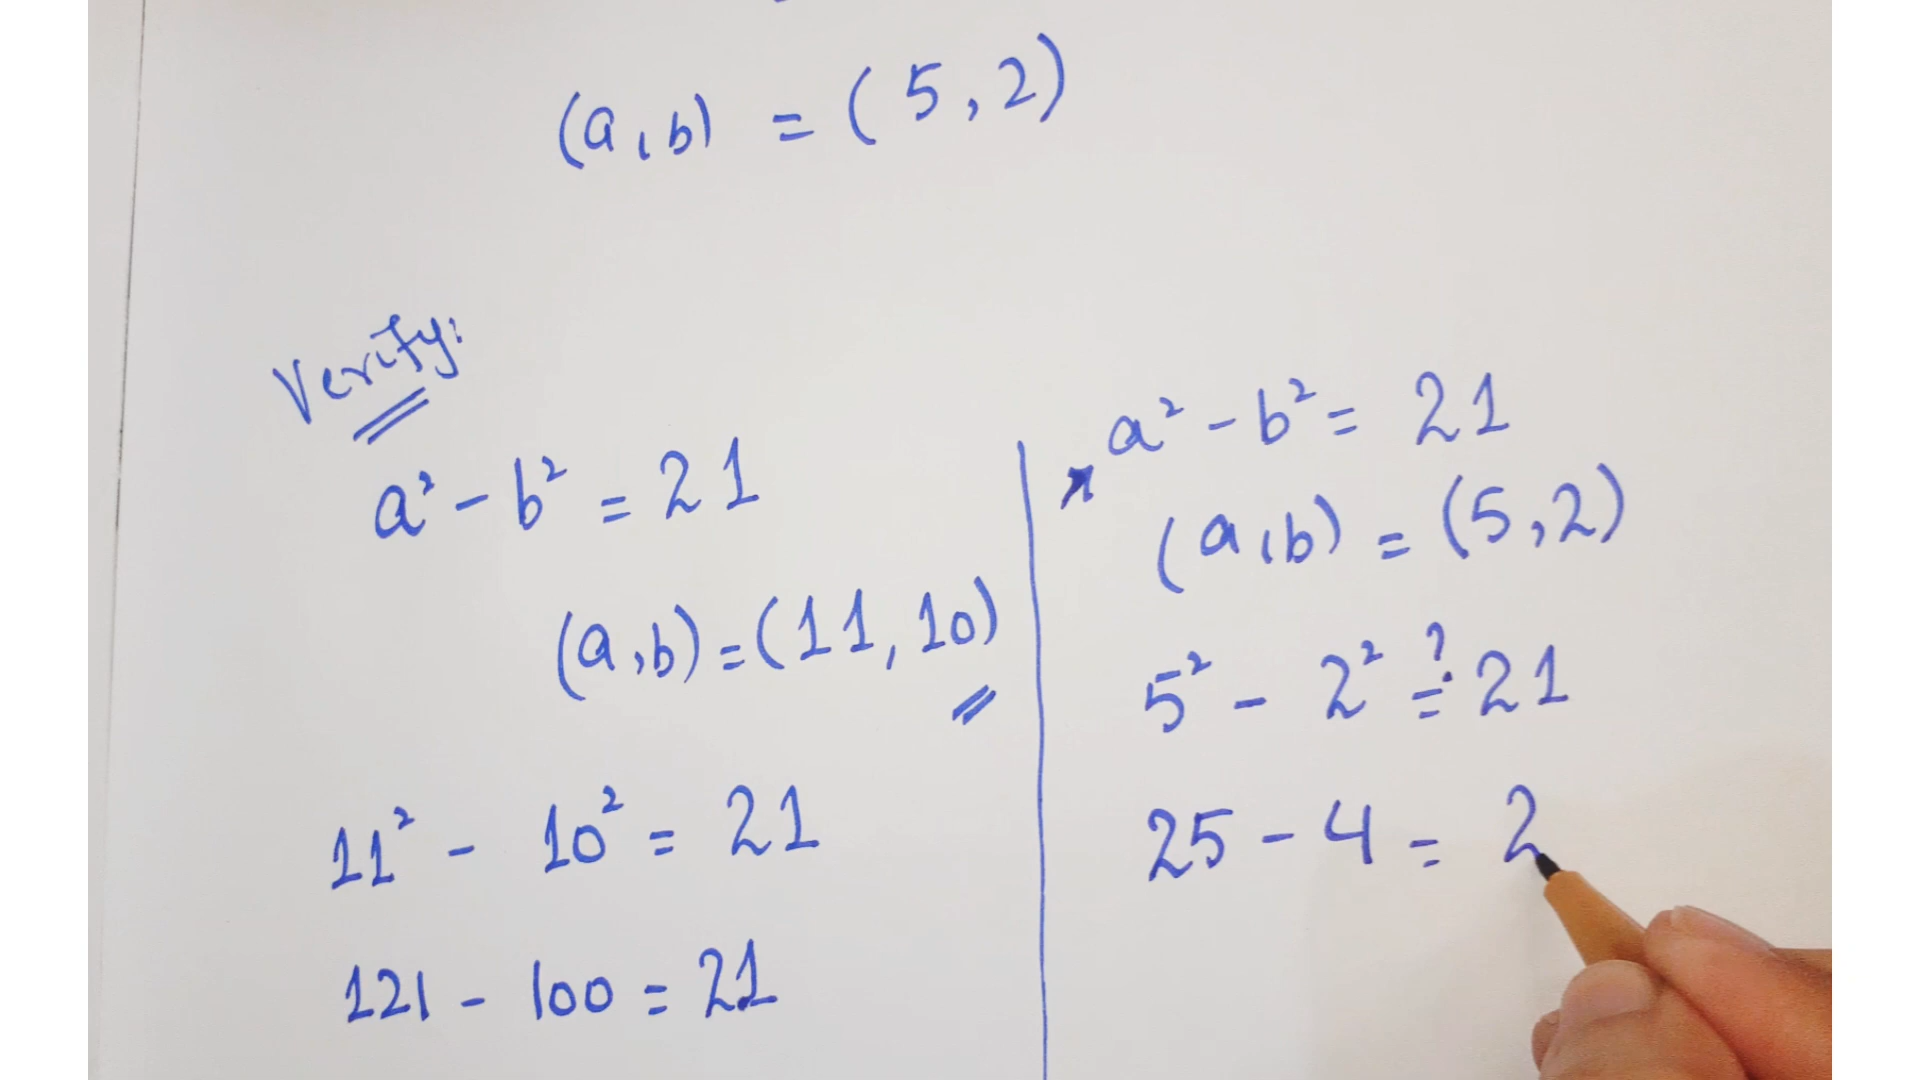 (a,b) = (5,2)
Verify:
a² - b² = 21
(a,b) = (11,10)
11² - 10² = 21
121 - 100 = 21
* a² - b² = 21
(a,b) = (5,2)
5² - 2² =? 21
25 - 4 = 2